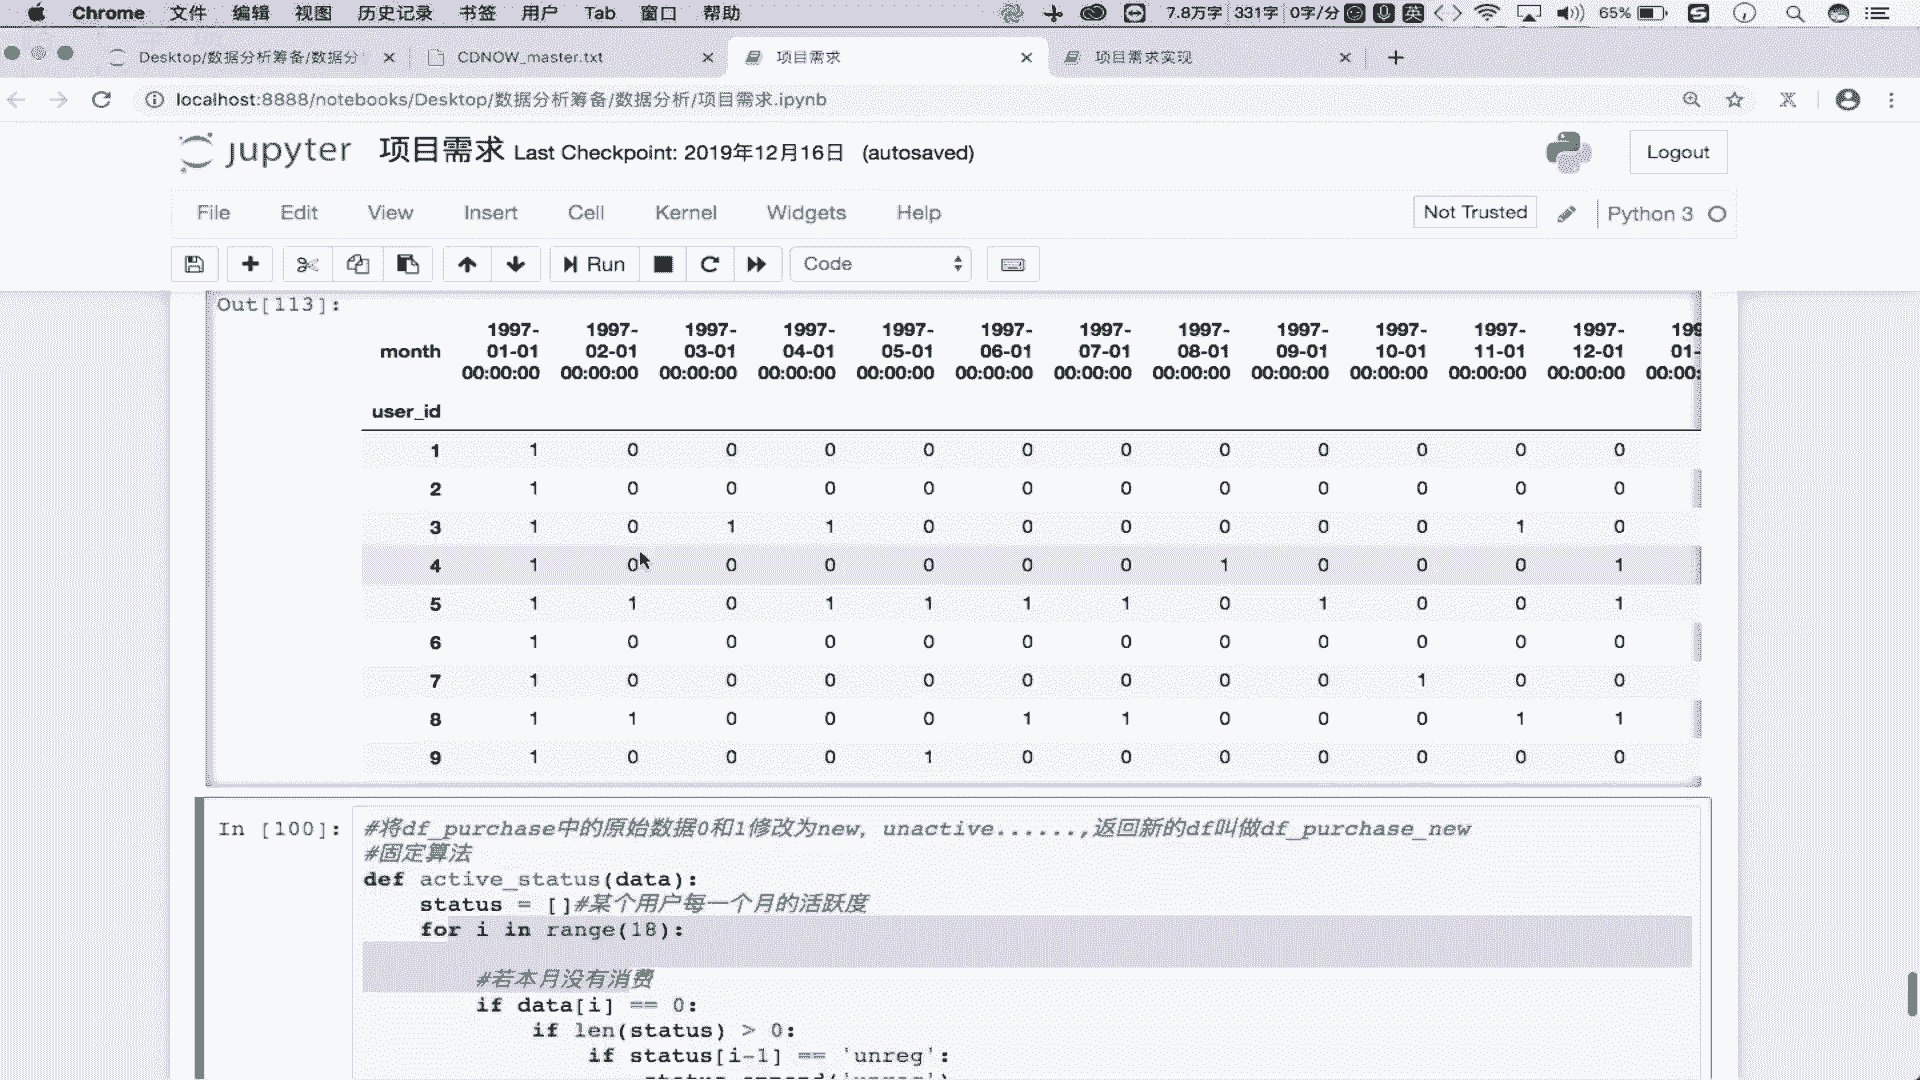 Chrome 文件 编辑 视图 历史记录 书签 用户 Tab 窗口 帮助 7.8万字 331字 0字/分 英 65%
Desktop/数据分析筹备/数据分 CDNOW_master.txt 项目需求 项目需求实现
localhost:8888/notebooks/Desktop/数据分析筹备/数据分析/项目需求.ipynb
jupyter 项目需求 Last Checkpoint: 2019年12月16日 (autosaved) Logout
File Edit View Insert Cell Kernel Widgets Help Not Trusted Python 3
Run Code
Out[113]:
month 1997-01-01 00:00:00 1997-02-01 00:00:00 1997-03-01 00:00:00 1997-04-01 00:00:00 1997-05-01 00:00:00 1997-06-01 00:00:00 1997-07-01 00:00:00 1997-08-01 00:00:00 1997-09-01 00:00:00 1997-10-01 00:00:00 1997-11-01 00:00:00 1997-12-01 00:00:00
user_id
1 1 0 0 0 0 0 0 0 0 0 0 0
2 1 0 0 0 0 0 0 0 0 0 0 0
3 1 0 1 1 0 0 0 0 0 0 1 0
4 1 0 0 0 0 0 0 1 0 0 0 1
5 1 1 0 1 1 1 1 0 1 0 0 1
6 1 0 0 0 0 0 0 0 0 0 0 0
7 1 0 0 0 0 0 0 0 0 1 0 0
8 1 1 0 0 0 1 1 0 0 0 1 1
9 1 0 0 0 1 0 0 0 0 0 0 0
In [100]: #将df_purchase中的原始数据0和1修改为new, unactive......,返回新的df叫做df_purchase_new
#固定算法
def active_status(data):
status = []#某个用户每一个月的活跃度
for i in range(18):
#若本月没有消费
if data[i] == 0:
if len(status) > 0:
if status[i-1] == 'unreg':